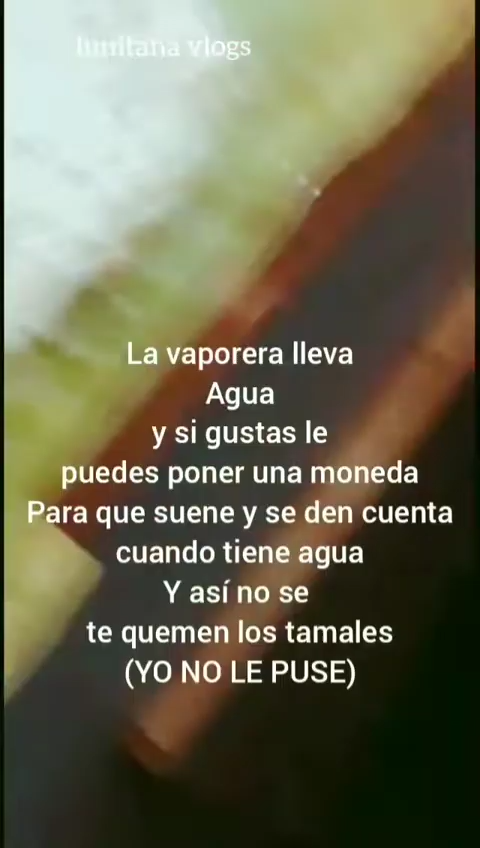 lunitana vlogs
La vaporera lleva
Agua
y si gustas le
puedes poner una moneda
Para que suene y se den cuenta
cuando tiene agua
Y así no se
te quemen los tamales
(YO NO LE PUSE)